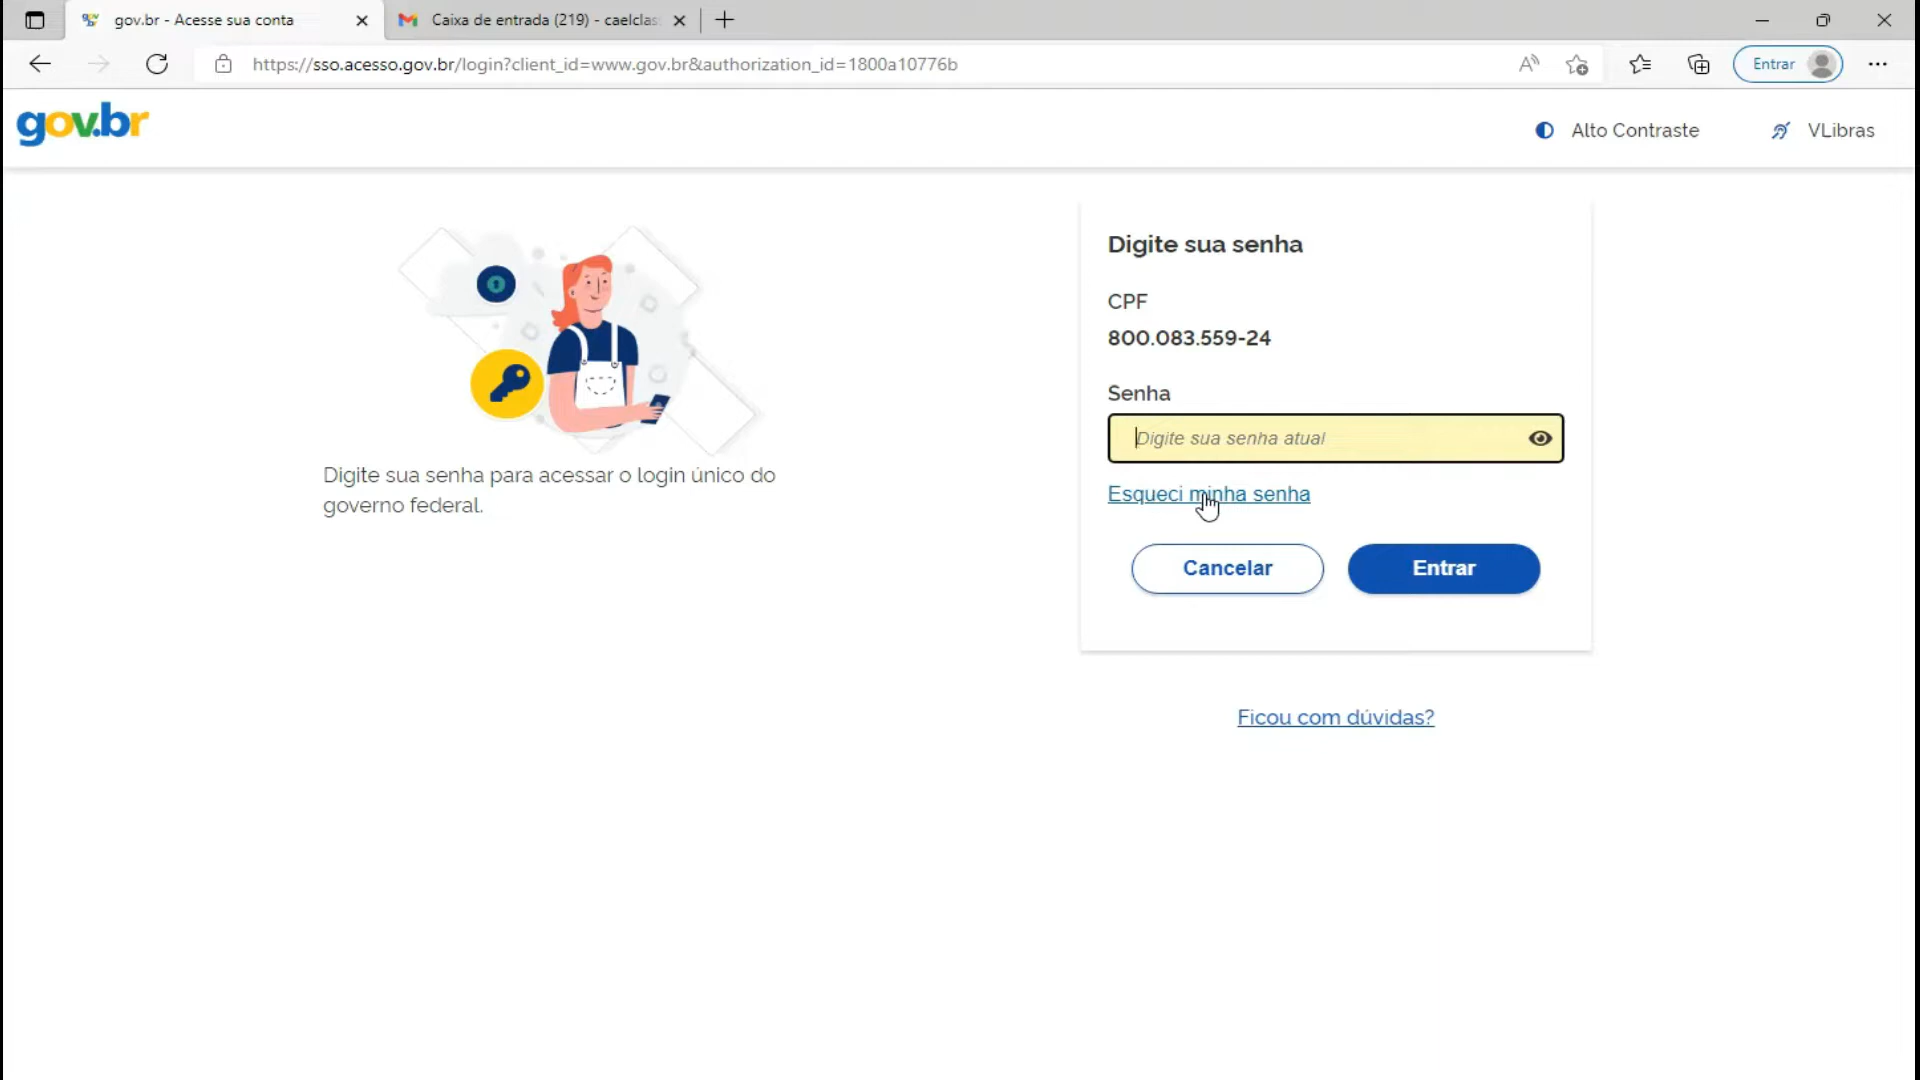 gov.br - Acesse sua conta
Caixa de entrada (219) - caelclas
https://sso.acesso.gov.br/login?client_id=www.gov.br&authorization_id=1800a10776b
Entrar
gov.br
Alto Contraste
VLibras
Digite sua senha
CPF
800.083.559-24
Senha
Digite sua senha atual
Esqueci minha senha
Digite sua senha para acessar o login único do
governo federal.
Cancelar
Entrar
Ficou com dúvidas?